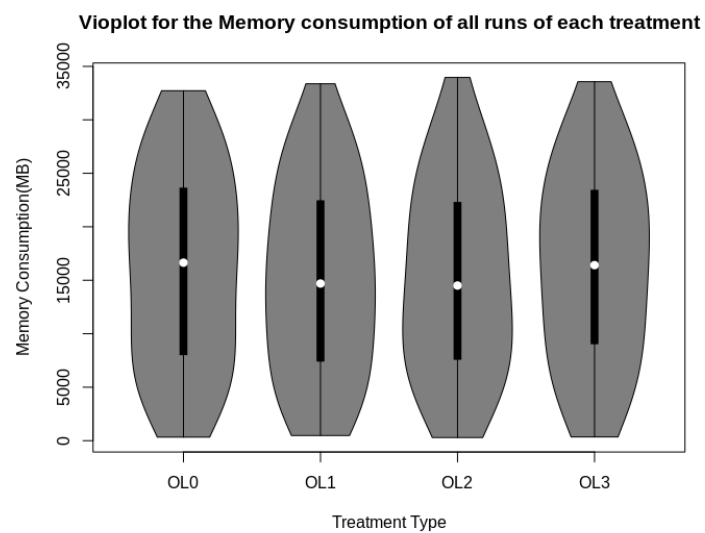 Vioplot for the Memory consumption of all runs of each treatment
Memory Consumption(MB)
35000
25000
15000
5000
0
OL0 OL1 OL2 OL3
Treatment Type